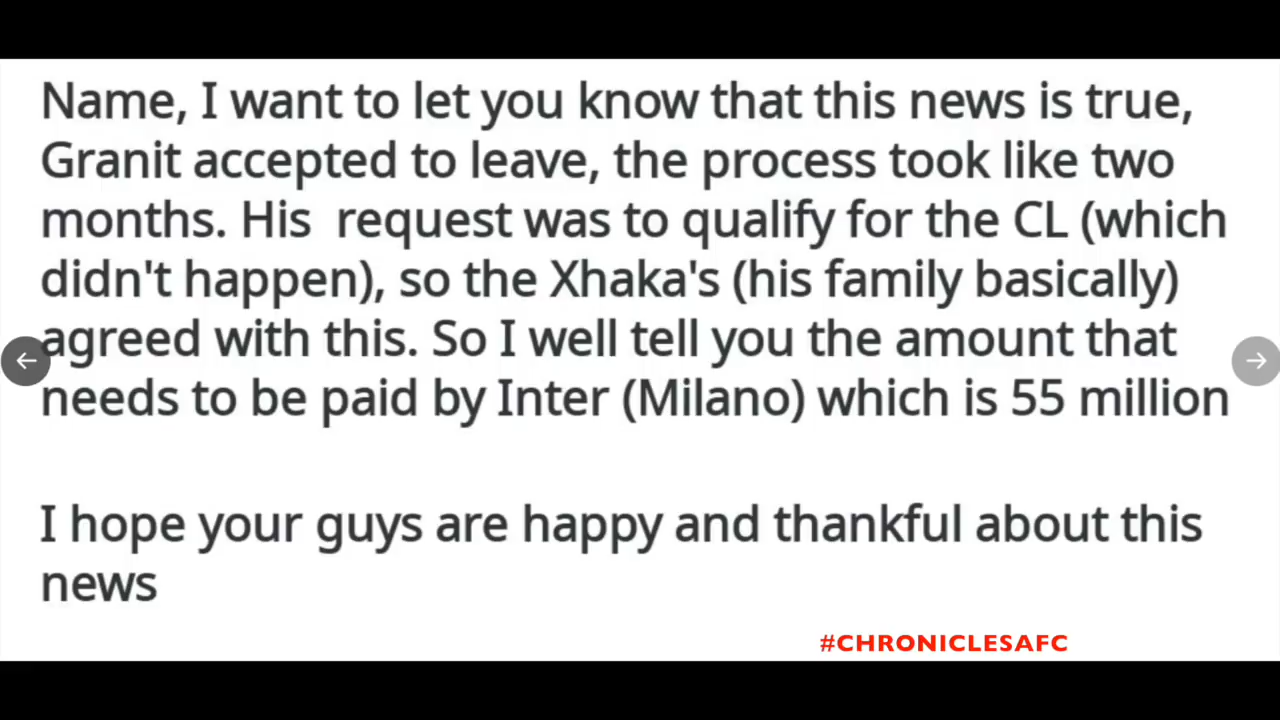 Name, I want to let you know that this news is true,
Granit accepted to leave, the process took like two
months. His  request was to qualify for the CL (which
didn't happen), so the Xhaka's (his family basically)
agreed with this. So I well tell you the amount that
needs to be paid by Inter (Milano) which is 55 million
I hope your guys are happy and thankful about this
news
#CHRONICLESAFC